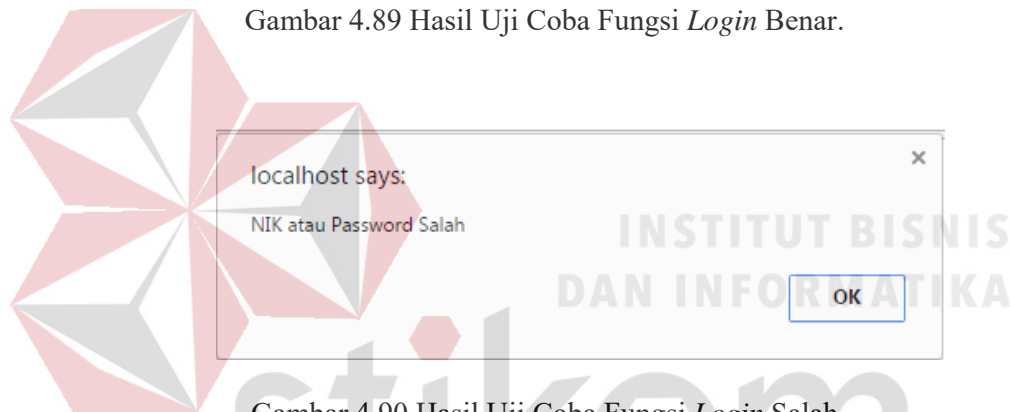 Gambar 4.89 Hasil Uji Coba Fungsi Login Benar.
localhost says:
×
NIK atau Password Salah
INSTITUT BISNIS
DAN INFORMATIKA
OK
stikom
Gambar 4.90 Hasil Uji Coba Fungsi Login Salah